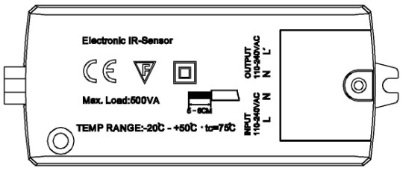 Electronic IR-Sensor
CE F
Max. Load:500VA
6 - 8CM
TEMP RANGE:-20℃ - +50℃ · tc=75℃
OUTPUT
110-240VAC
L' N
INPUT
110-240VAC
L N